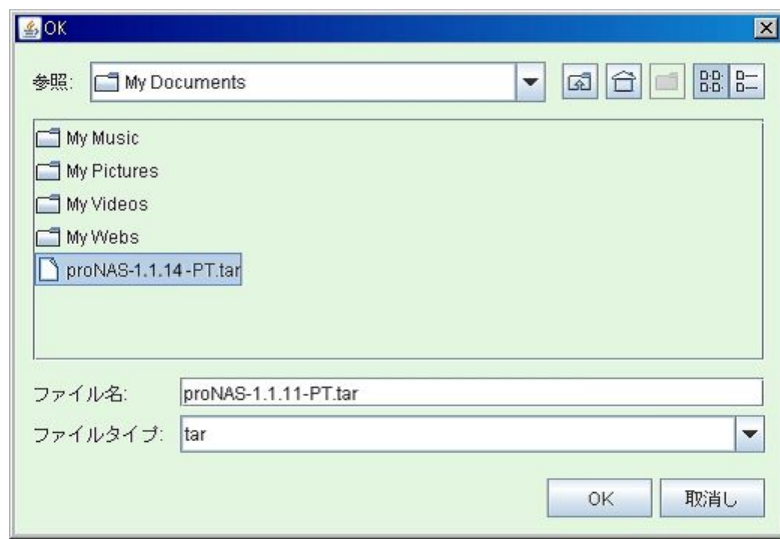 OK
参照: My Documents
My Music
My Pictures
My Videos
My Webs
proNAS-1.1.14-PT.tar
ファイル名: proNAS-1.1.11-PT.tar
ファイルタイプ: tar
OK 取消し